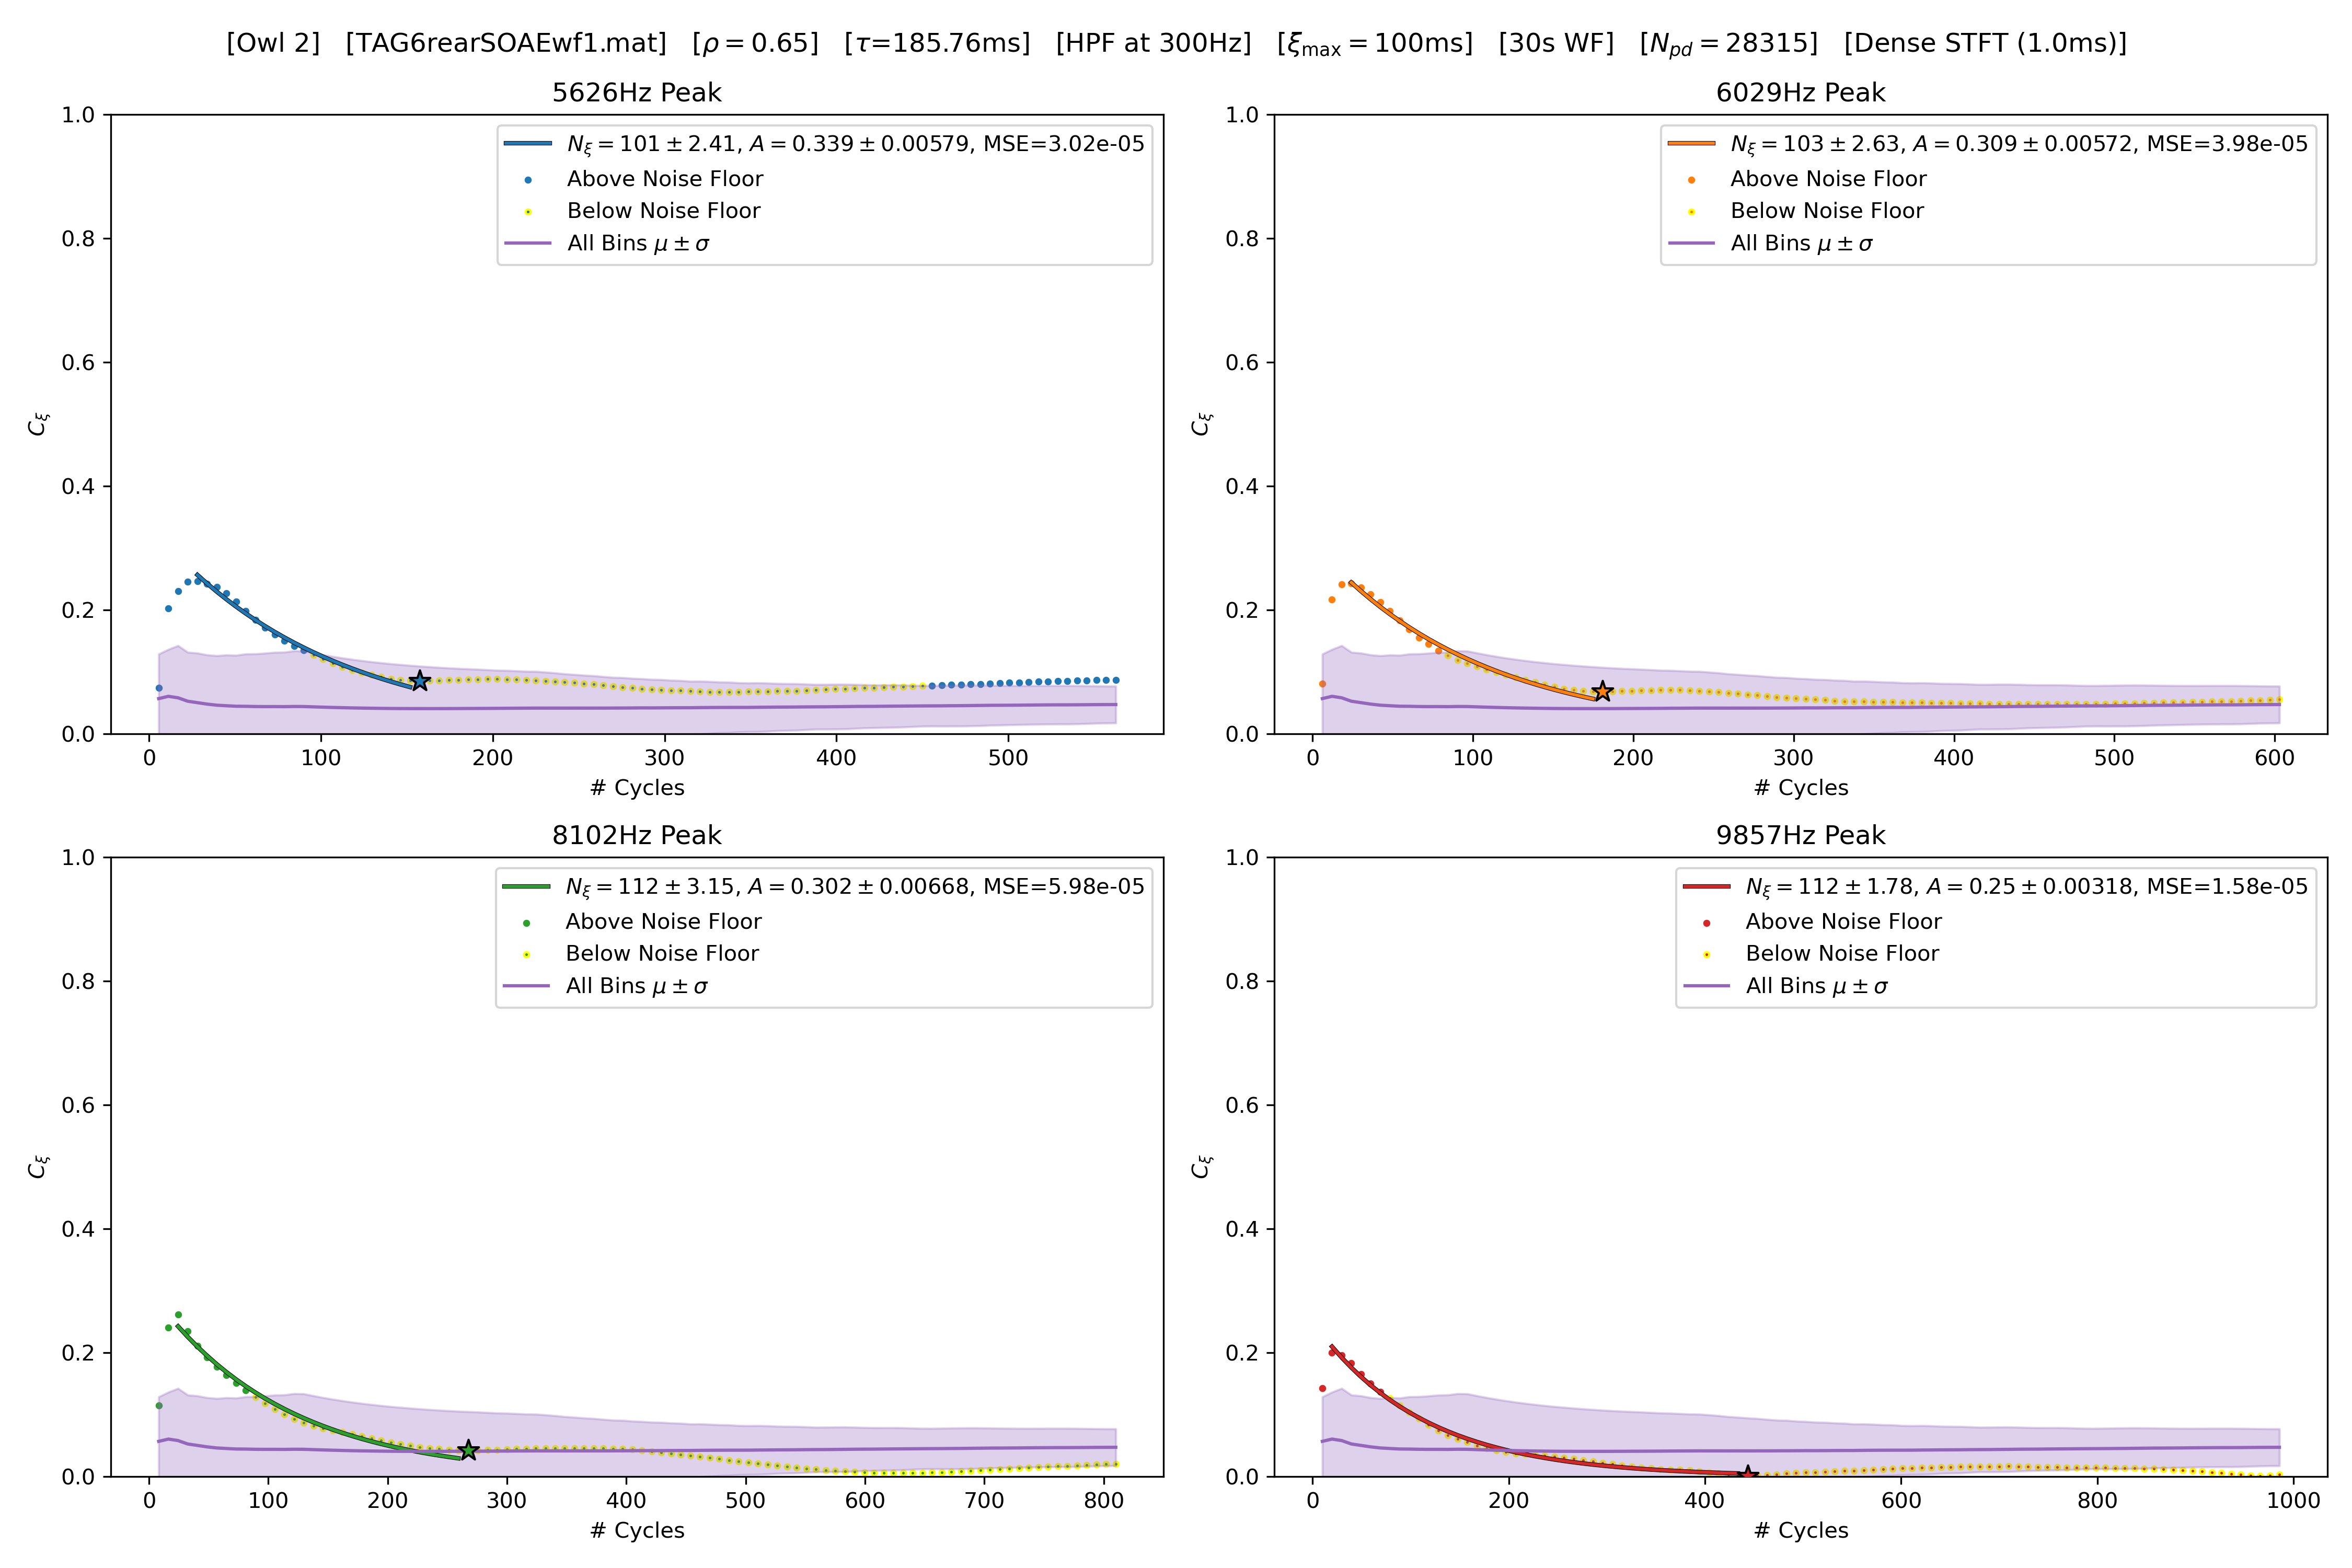 [Owl 2] [TAG6rearSOAEwf1.mat] [ρ = 0.65] [τ=185.76ms] [HPF at 300Hz] [ξmax = 100ms] [30s WF] [Npd = 28315] [Dense STFT (1.0ms)]
5626Hz Peak
Nξ = 101 ± 2.41, A = 0.339 ± 0.00579, MSE=3.02e-05
Above Noise Floor
Below Noise Floor
All Bins μ ± σ
1.0
0.8
0.6
0.4
0.2
0.0
Cξ
0 100 200 300 400 500
# Cycles
6029Hz Peak
Nξ = 103 ± 2.63, A = 0.309 ± 0.00572, MSE=3.98e-05
Above Noise Floor
Below Noise Floor
All Bins μ ± σ
1.0
0.8
0.6
0.4
0.2
0.0
Cξ
0 100 200 300 400 500 600
# Cycles
8102Hz Peak
Nξ = 112 ± 3.15, A = 0.302 ± 0.00668, MSE=5.98e-05
Above Noise Floor
Below Noise Floor
All Bins μ ± σ
1.0
0.8
0.6
0.4
0.2
0.0
Cξ
0 100 200 300 400 500 600 700 800
# Cycles
9857Hz Peak
Nξ = 112 ± 1.78, A = 0.25 ± 0.00318, MSE=1.58e-05
Above Noise Floor
Below Noise Floor
All Bins μ ± σ
1.0
0.8
0.6
0.4
0.2
0.0
Cξ
0 200 400 600 800 1000
# Cycles